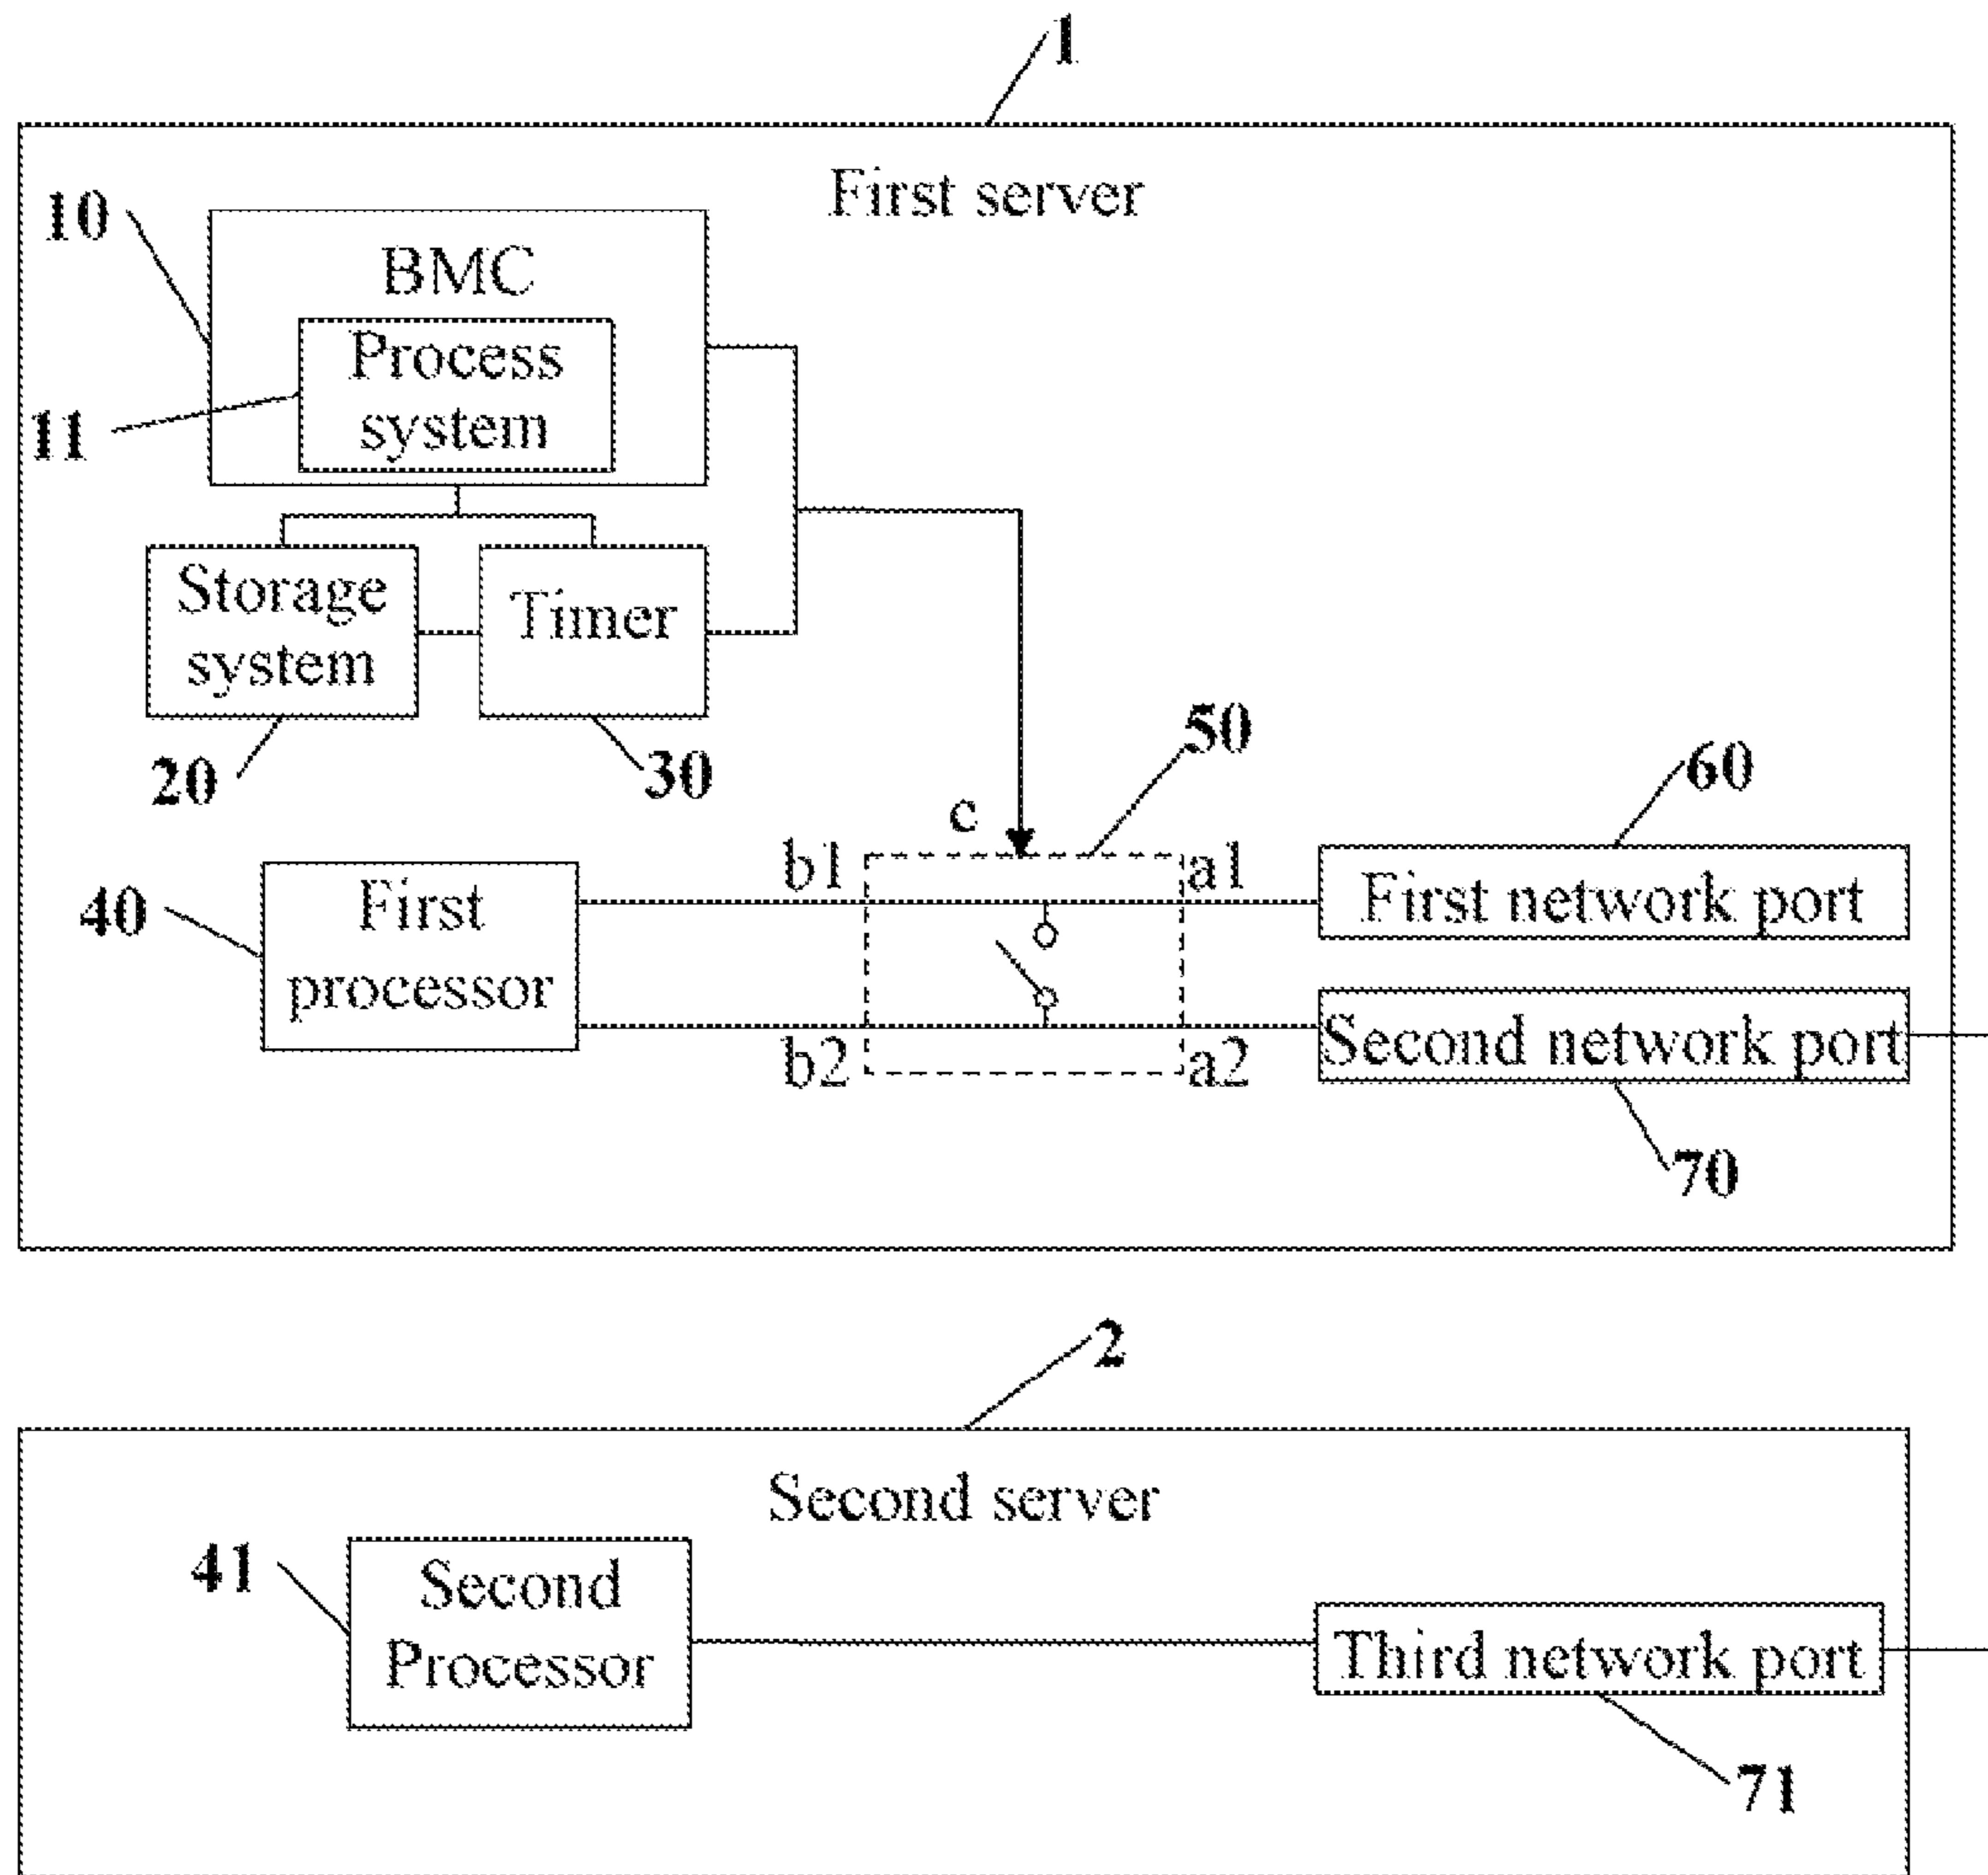 1
First server
10
BMC
Process
system
11
Storage
system
Timer
20
30
50
60
c
b1
a1
First network port
40
First
processor
b2
a2
Second network port
70
2
Second server
41
Second
Processor
Third network port
71